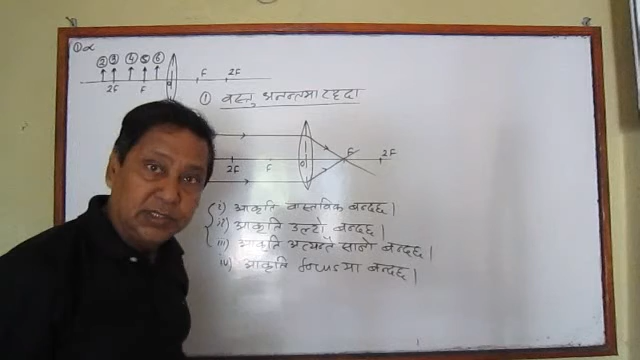 ① α
② ③ ④ ⑤ ⑥
2F F O F 2F
① वस्तु अनन्तमा रहदा
2F F O F 2F
i) आकृति वास्तविक बन्दछ।
ii) आकृति उल्टो बन्दछ।
iii) आकृति अत्यन्तै सानो बन्दछ।
iv) आकृति focus मा बन्दछ।